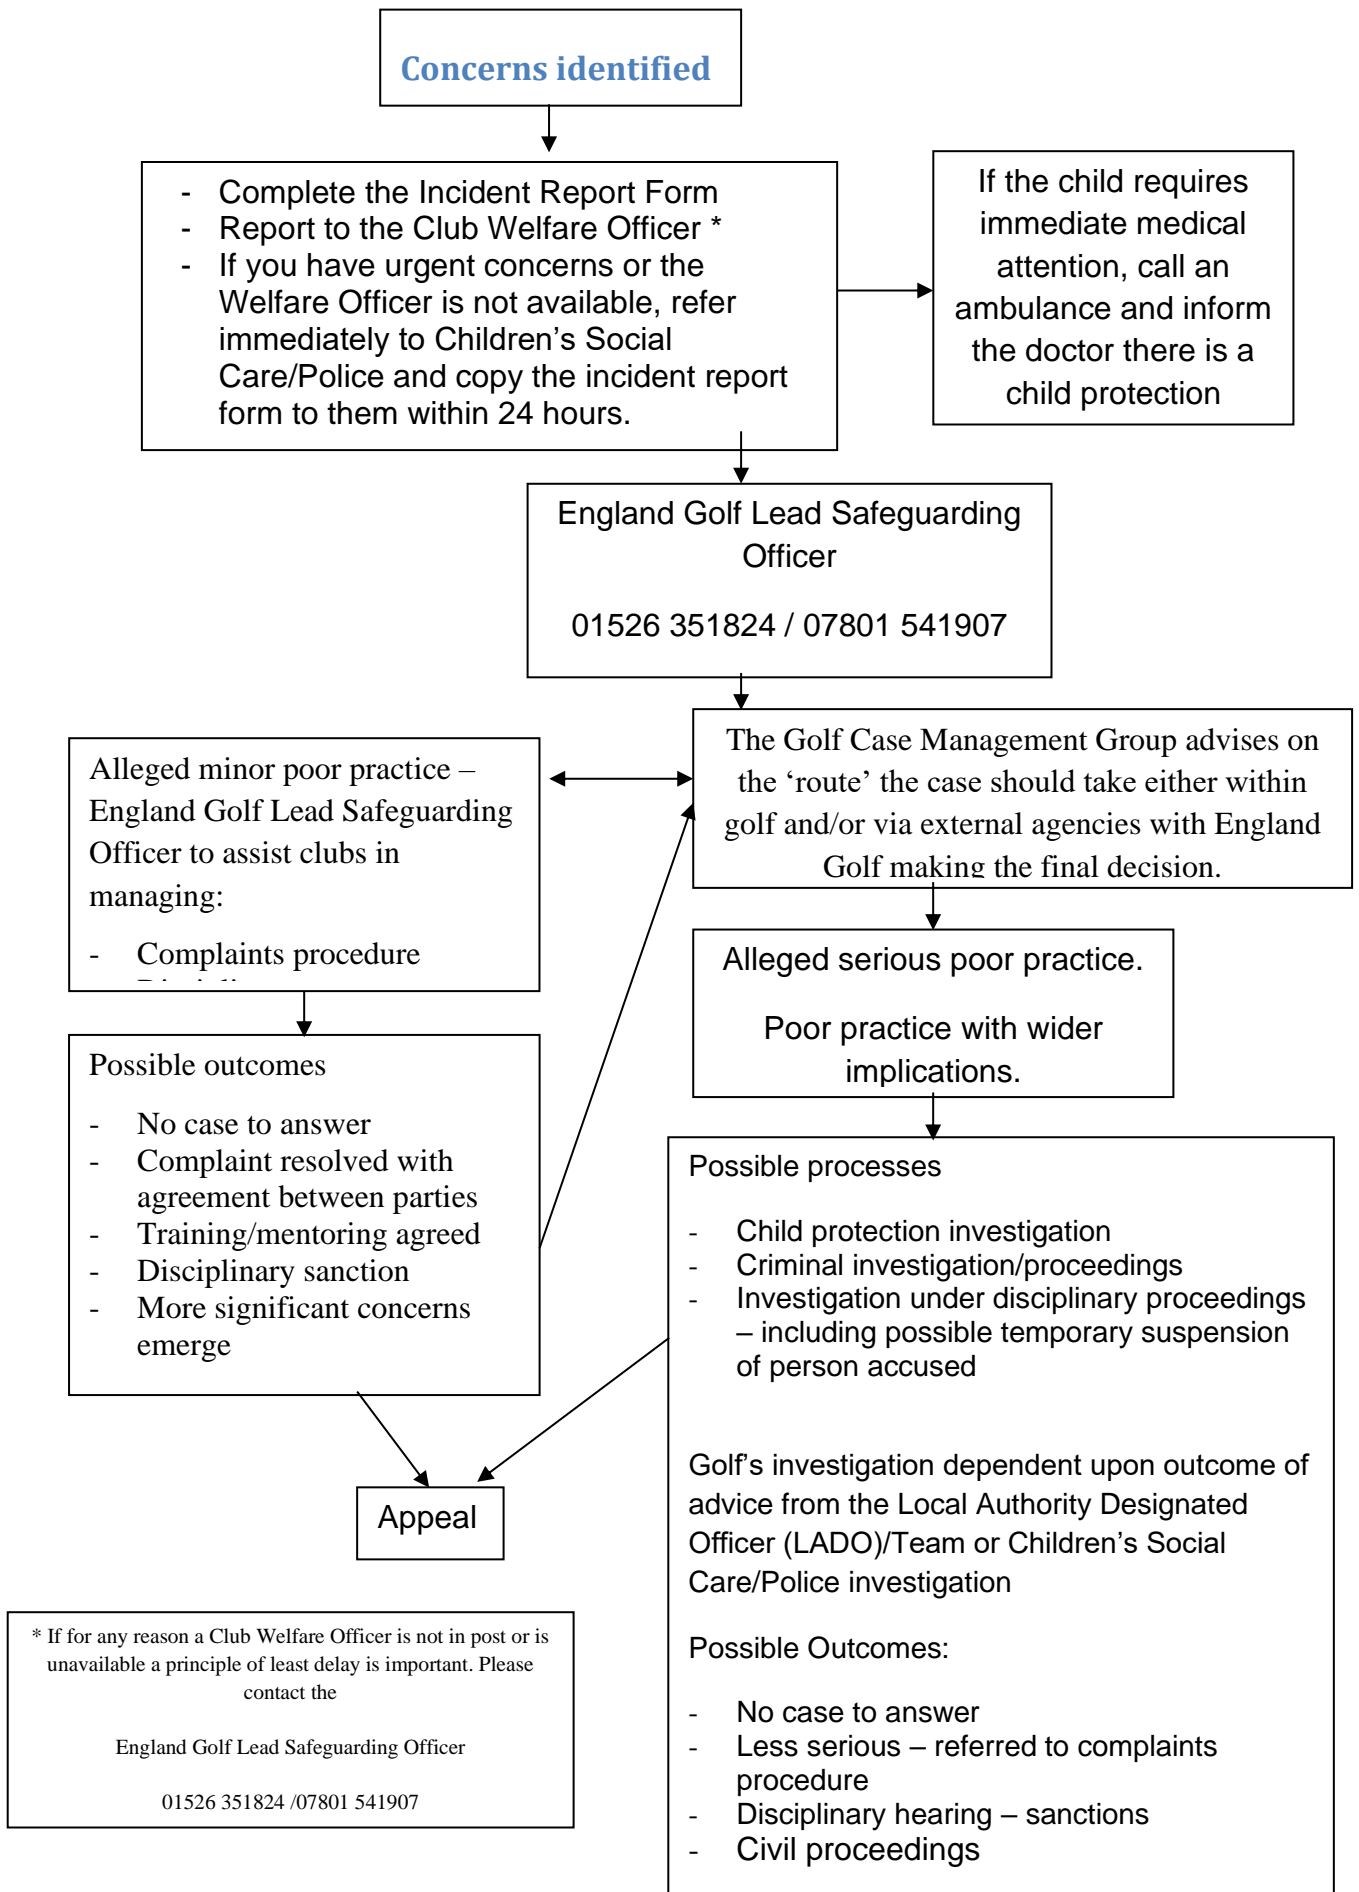 Concerns identified
- Complete the Incident Report Form
- Report to the Club Welfare Officer *
- If you have urgent concerns or the
Welfare Officer is not available, refer
immediately to Children’s Social
Care/Police and copy the incident report
form to them within 24 hours.
If the child requires
immediate medical
attention, call an
ambulance and inform
the doctor there is a
child protection
England Golf Lead Safeguarding
Officer
01526 351824 / 07801 541907
The Golf Case Management Group advises on
the ‘route’ the case should take either within
golf and/or via external agencies with England
Golf making the final decision.
Alleged minor poor practice –
England Golf Lead Safeguarding
Officer to assist clubs in
managing:
- Complaints procedure
Alleged serious poor practice.
Poor practice with wider
implications.
Possible outcomes
- No case to answer
- Complaint resolved with
agreement between parties
- Training/mentoring agreed
- Disciplinary sanction
- More significant concerns
emerge
Possible processes
- Child protection investigation
- Criminal investigation/proceedings
- Investigation under disciplinary proceedings
– including possible temporary suspension
of person accused
Golf’s investigation dependent upon outcome of
advice from the Local Authority Designated
Officer (LADO)/Team or Children’s Social
Care/Police investigation
Possible Outcomes:
- No case to answer
- Less serious – referred to complaints
procedure
- Disciplinary hearing – sanctions
- Civil proceedings
Appeal
* If for any reason a Club Welfare Officer is not in post or is
unavailable a principle of least delay is important. Please
contact the
England Golf Lead Safeguarding Officer
01526 351824 /07801 541907